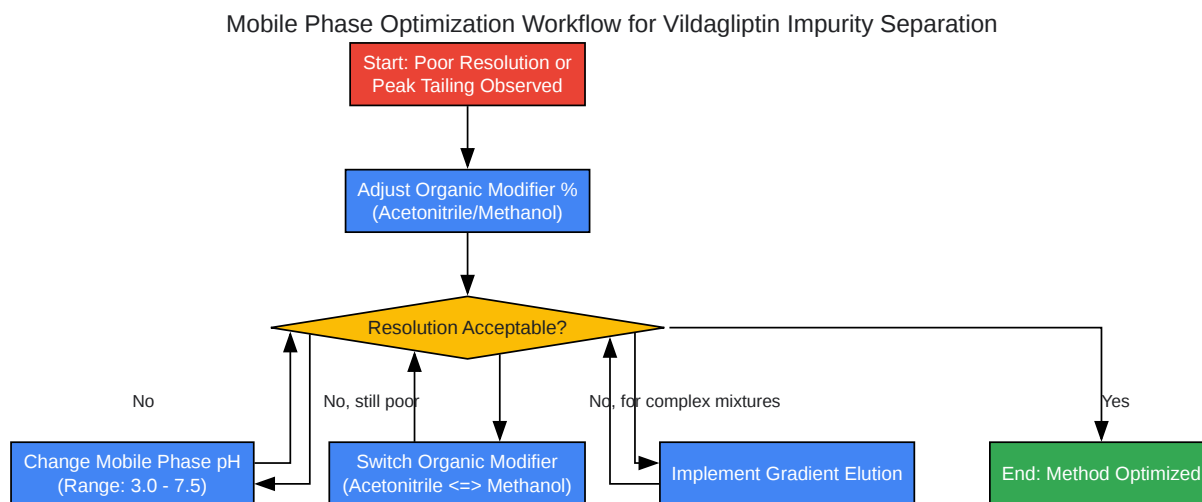 Mobile Phase Optimization Workflow for Vildagliptin Impurity Separation
Start: Poor Resolution or
Peak Tailing Observed
Adjust Organic Modifier %
(Acetonitrile/Methanol)
Resolution Acceptable?
No
No, still poor
No, for complex mixtures
Yes
Change Mobile Phase pH
(Range: 3.0 - 7.5)
Switch Organic Modifier
(Acetonitrile <=> Methanol)
Implement Gradient Elution
End: Method Optimized